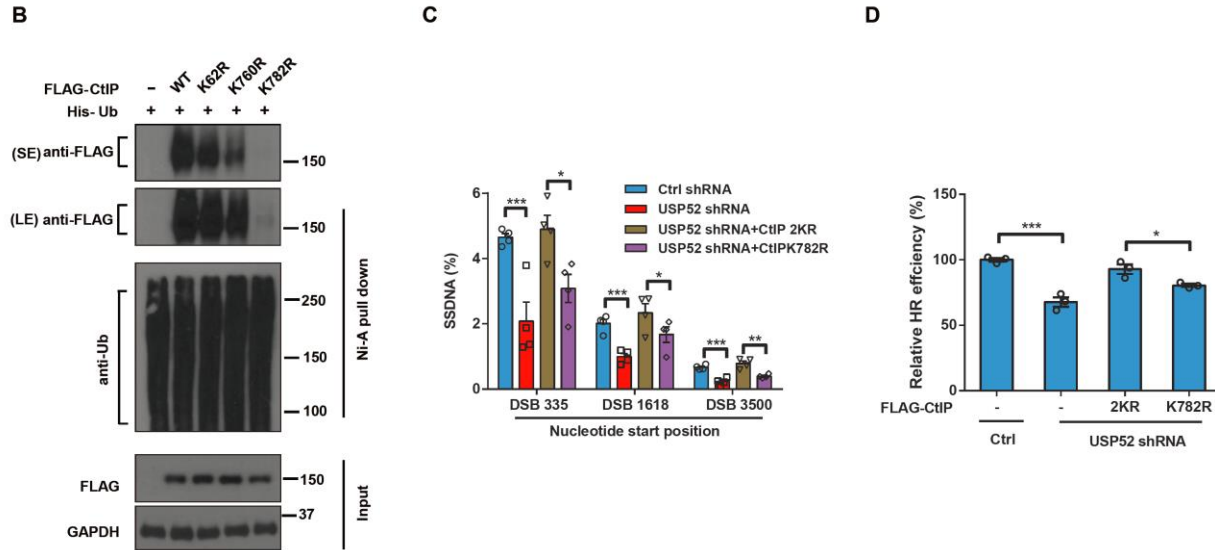 B
FLAG-CtIP - WT K62R K760R K782R
His- Ub + + + + +
(SE) anti-FLAG
150
(LE) anti-FLAG
150
anti-Ub
250
150
100
Ni-A pull down
FLAG
150
37
GAPDH
Input
C
Ctrl shRNA
USP52 shRNA
USP52 shRNA+CtIP 2KR
USP52 shRNA+CtIPK782R
SSDNA (%)
6
4
2
0
*** *
*** *
*** **
DSB 335 DSB 1618 DSB 3500
Nucleotide start position
D
Relative HR effciency (%)
150
100
50
0
*** *
FLAG-CtIP - - 2KR K782R
Ctrl USP52 shRNA